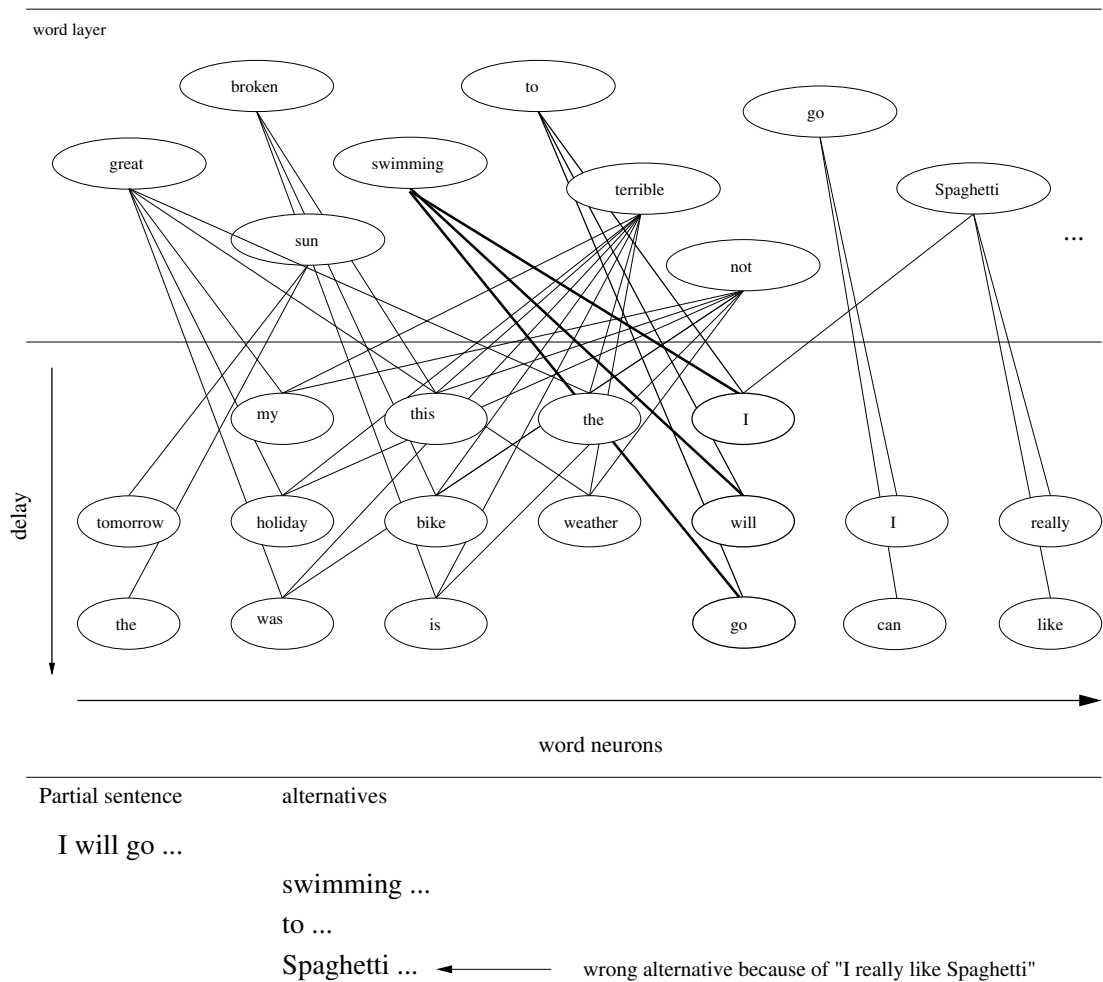 word layer
broken
to
go
great
swimming
terrible
Spaghetti
sun
not
...
my
this
the
I
delay
tomorrow
holiday
bike
weather
will
I
really
the
was
is
go
can
like
word neurons
Partial sentence alternatives
I will go ...
swimming ...
to ...
Spaghetti ... wrong alternative because of "I really like Spaghetti"